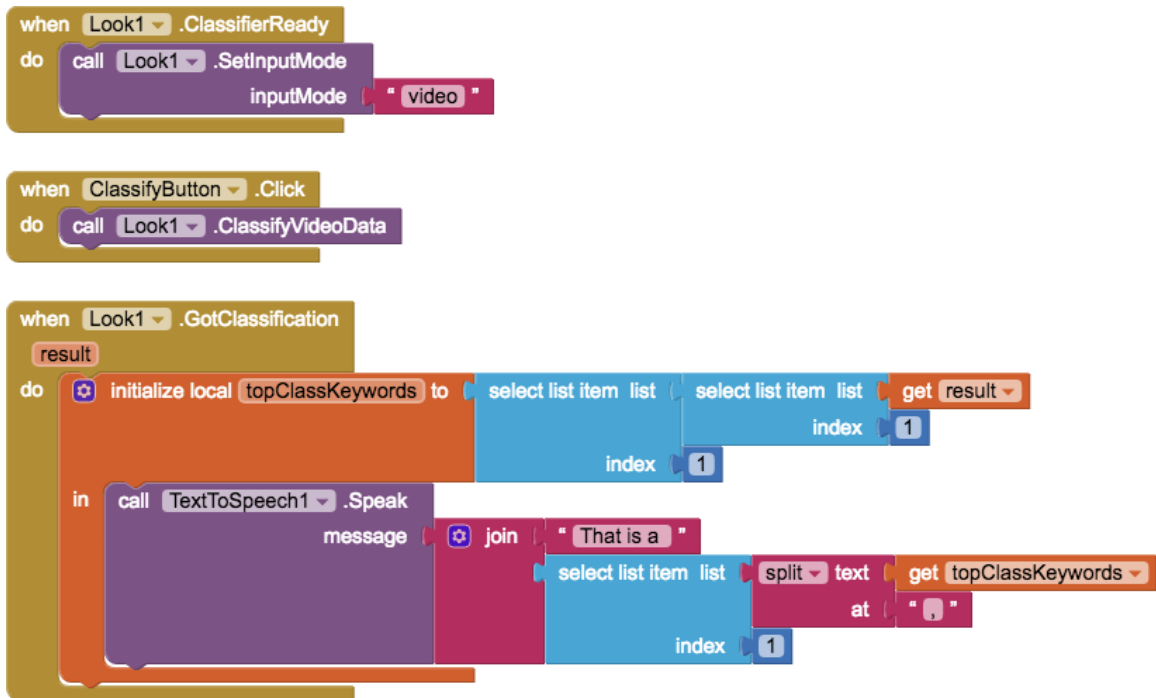 when Look1 .ClassifierReady
do call Look1 .SetInputMode
inputMode " video "
when ClassifyButton .Click
do call Look1 .ClassifyVideoData
when Look1 .GotClassification
result
do initialize local topClassKeywords to select list item list select list item list get result
index 1
index 1
in call TextToSpeech1 .Speak
message join " That is a "
select list item list split text get topClassKeywords
at " , "
index 1